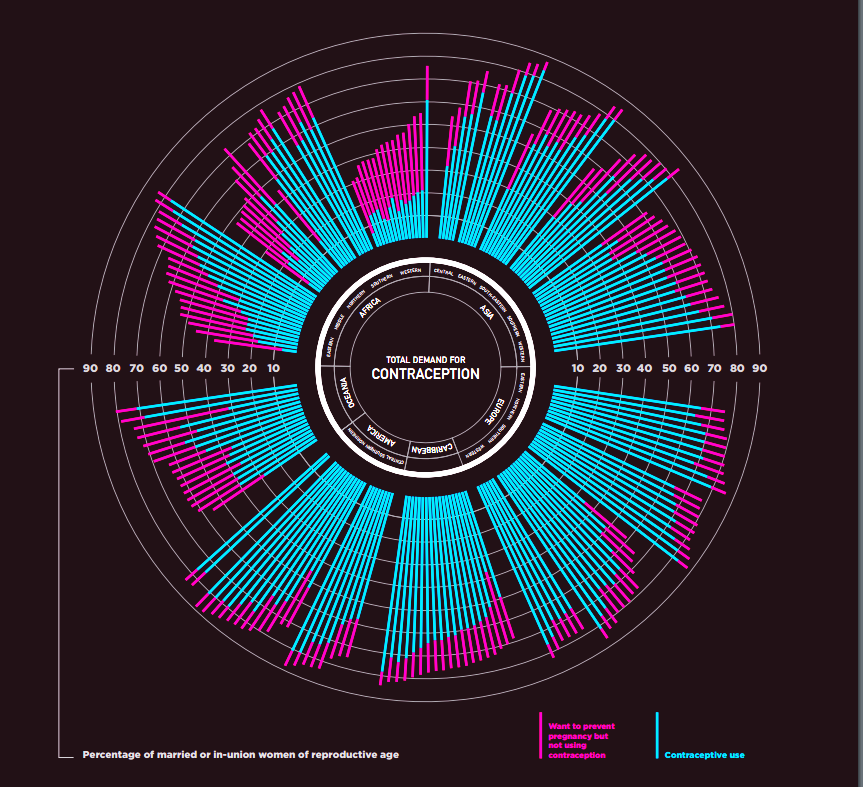 WESTERN
CENTRAL
EASTERN
SOUTH-EASTERN
SOUTHERN
WESTERN
SOUTHERN
NORTHERN
MIDDLE
EASTERN
AFRICA
ASIA
TOTAL DEMAND FOR
CONTRACEPTION
90 80 70 60 50 40 30 20 10
10 20 30 40 50 60 70 80 90
OCEANIA
EUROPE
EASTERN
NORTHERN
SOUTHERN
WESTERN
AMERICA
CARIBBEAN
CENTRAL SOUTHERN NORTHERN
Want to prevent
pregnancy but
not using
contraception
Contraceptive use
Percentage of married or in-union women of reproductive age